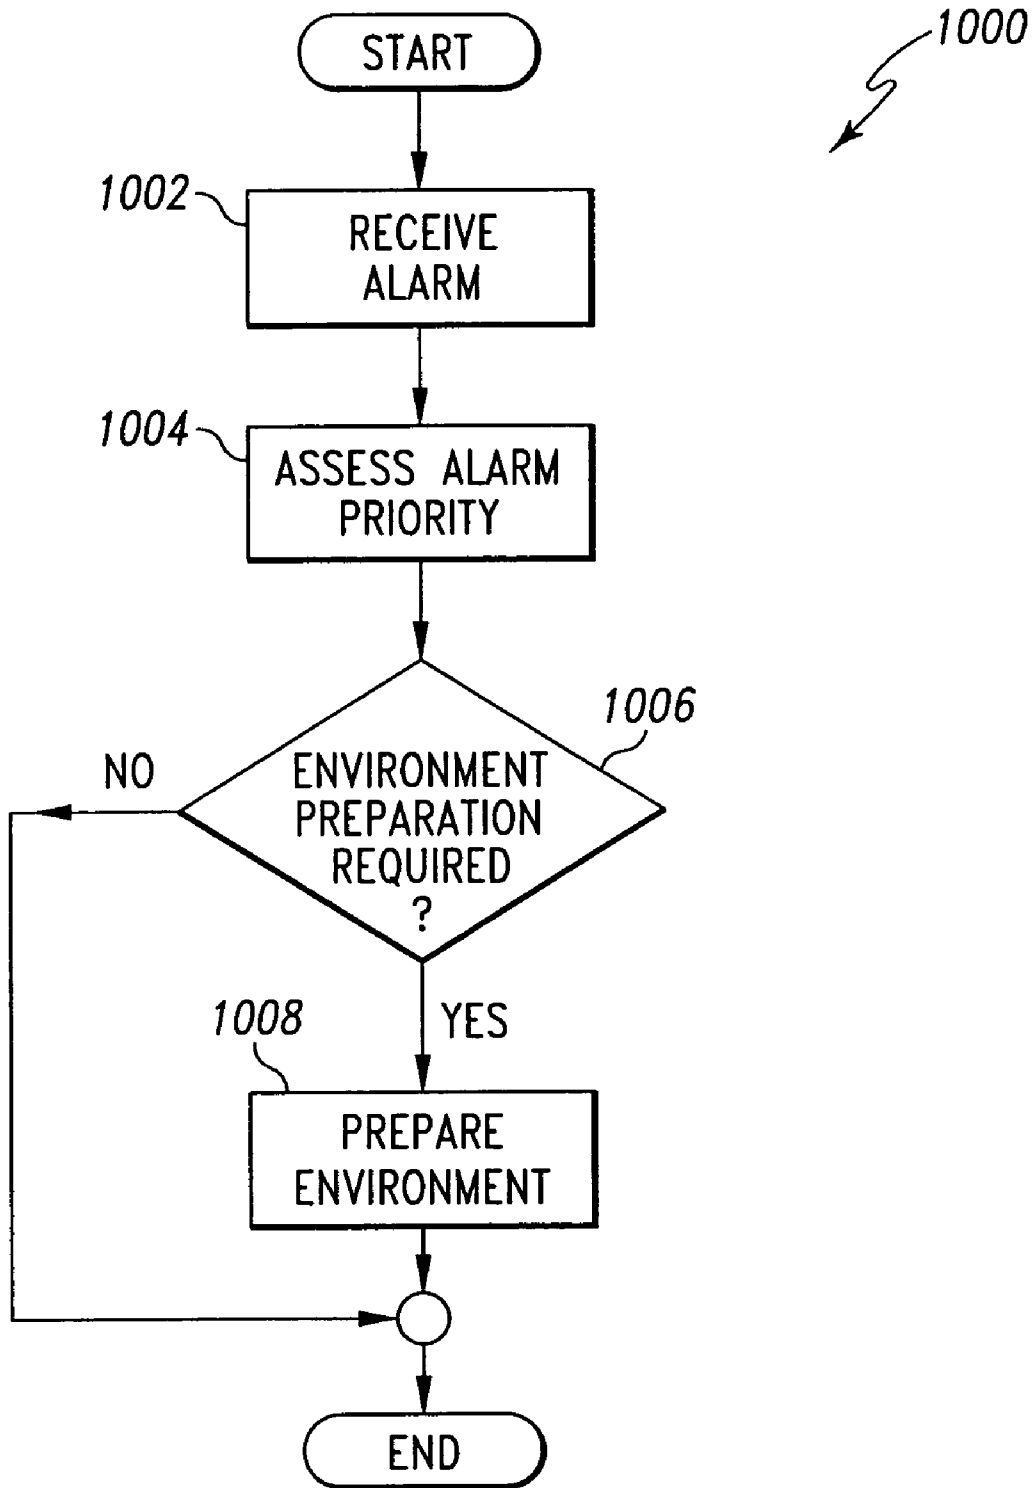 START
1000
1002
RECEIVE
ALARM
1004
ASSESS ALARM
PRIORITY
1006
NO
ENVIRONMENT
PREPARATION
REQUIRED
?
YES
1008
PREPARE
ENVIRONMENT
END